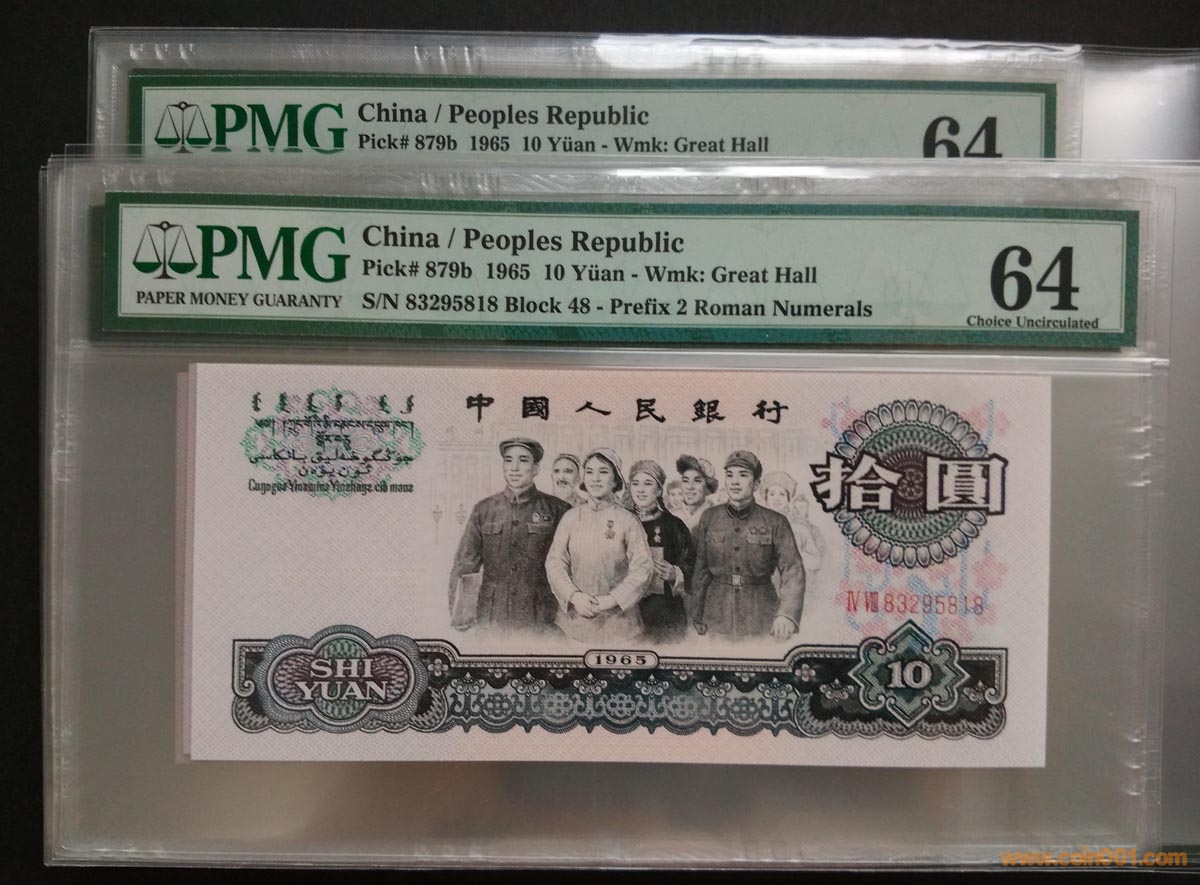 PMG
China / Peoples Republic
Pick# 879b 1965 10 Yüan - Wmk: Great Hall
64
PMG
PAPER MONEY GUARANTY
China / Peoples Republic
Pick# 879b 1965 10 Yüan - Wmk: Great Hall
S/N 83295818 Block 48 - Prefix 2 Roman Numerals
64
Choice Uncirculated
中國人民銀行
拾圓
Ⅳ Ⅷ 83295818
1965
SHI
YUAN
10
www.coin001.com